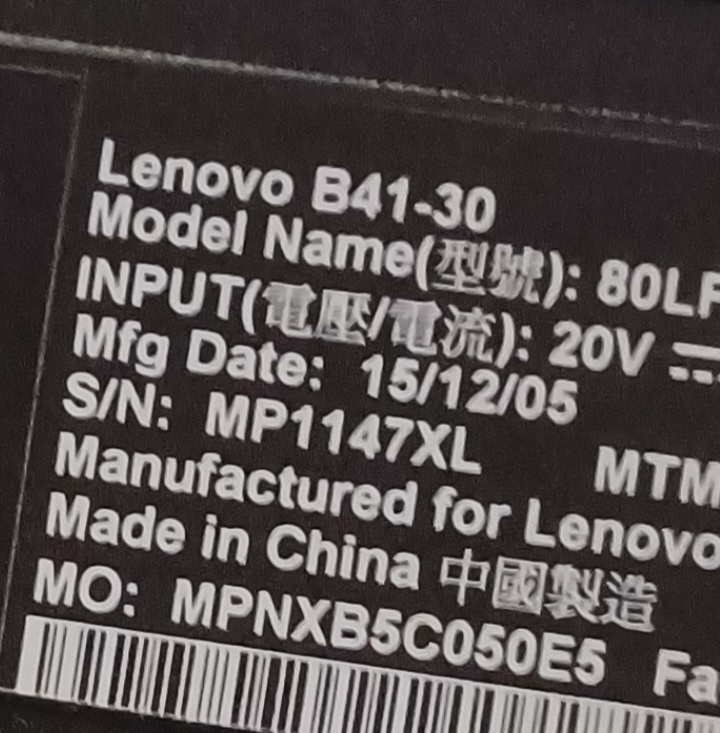 Lenovo B41-30
Model Name(型號): 80LF
INPUT(電壓/電流): 20V ⎓
Mfg Date: 15/12/05
S/N: MP1147XL MTM
Manufactured for Lenovo
Made in China 中國製造
MO: MPNXB5C050E5 Fa